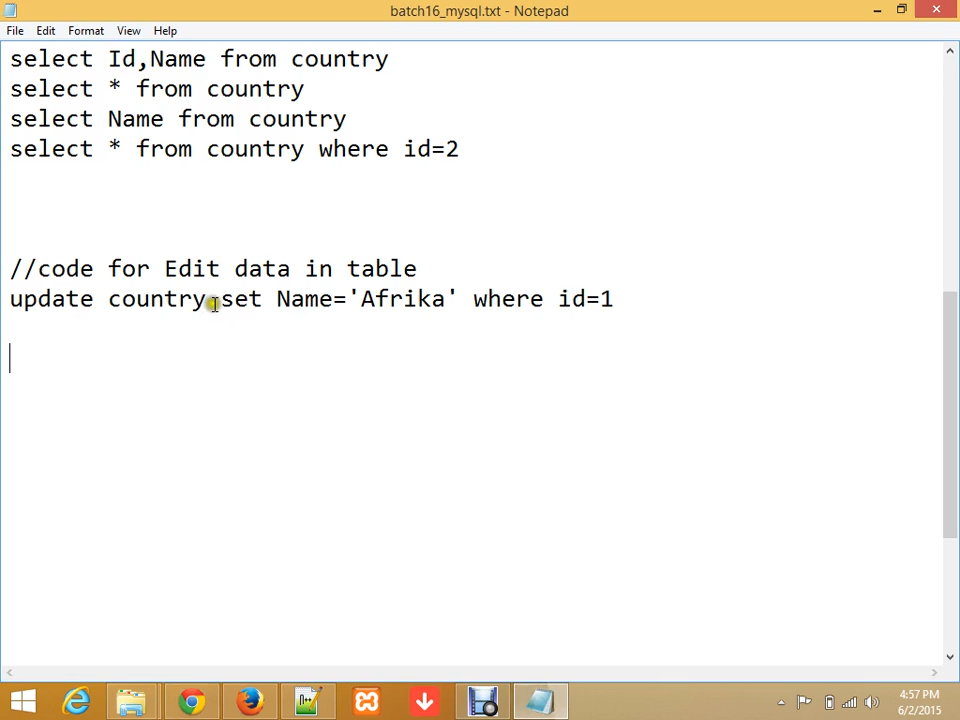 batch16_mysql.txt - Notepad
File Edit Format View Help
select Id,Name from country
select * from country
select Name from country
select * from country where id=2
//code for Edit data in table
update country set Name='Afrika' where id=1
4:57 PM
6/2/2015